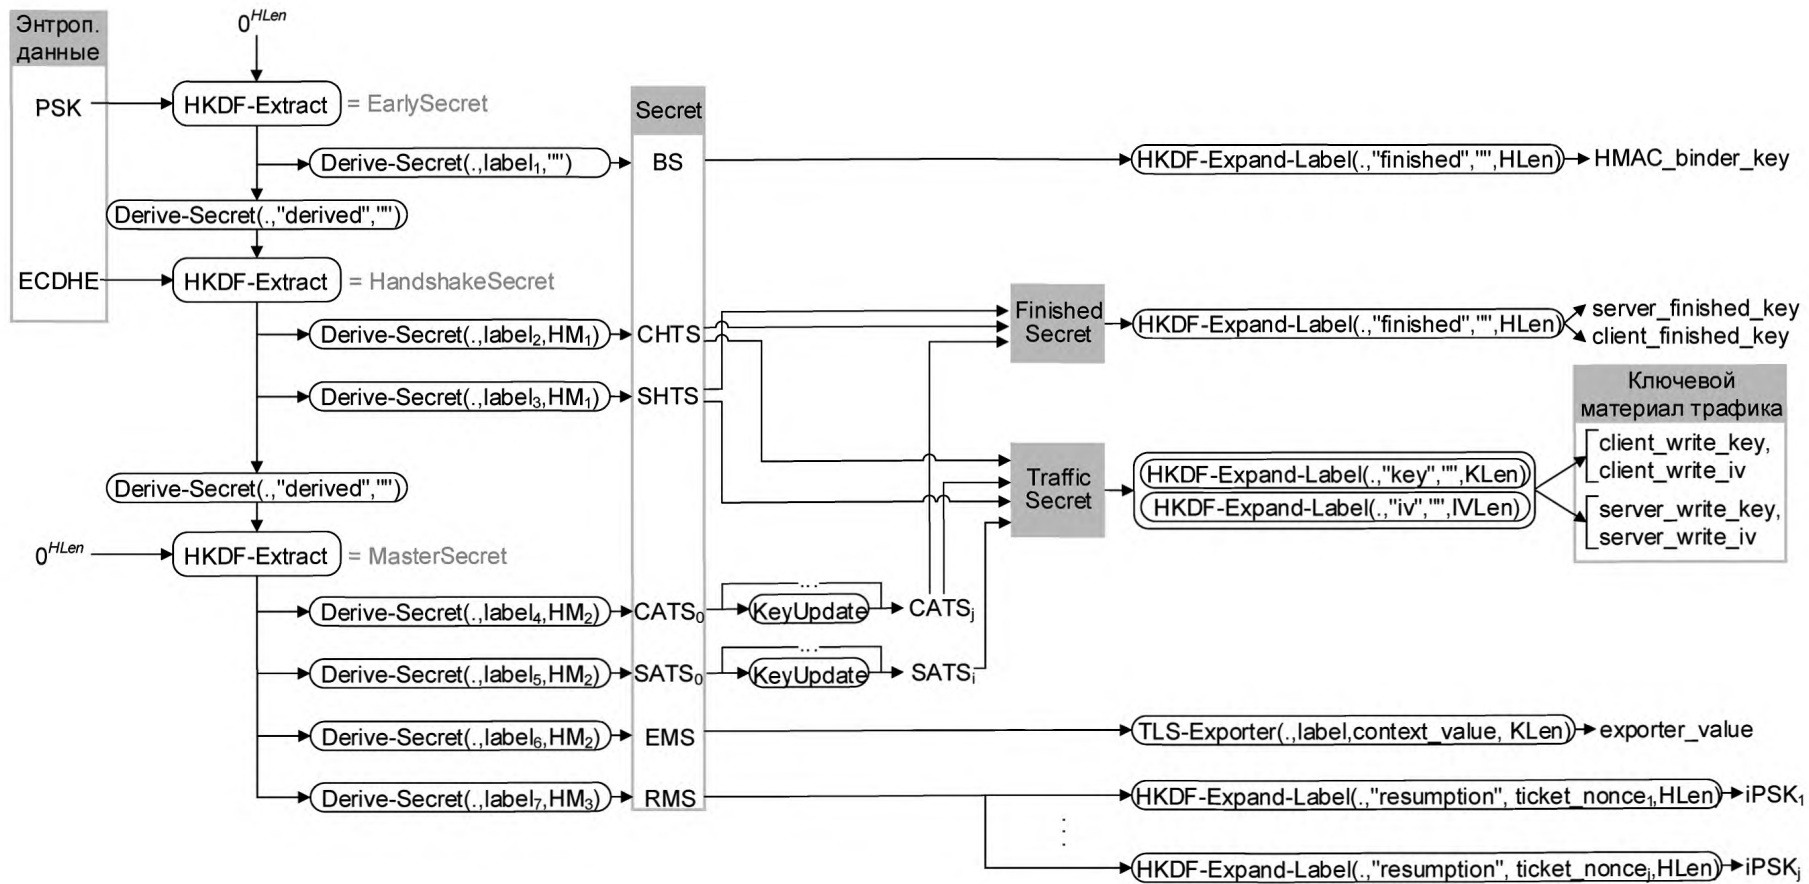 Энтроп.
данные
0^HLen
PSK
HKDF-Extract
= EarlySecret
Secret
Derive-Secret(.,label₁,"")
BS
HKDF-Expand-Label(.,"finished","",HLen)
HMAC_binder_key
Derive-Secret(.,"derived","")
ECDHE
HKDF-Extract
= HandshakeSecret
Derive-Secret(.,label₂,HM₁)
CHTS
Finished
Secret
HKDF-Expand-Label(.,"finished","",HLen)
server_finished_key
client_finished_key
Derive-Secret(.,label₃,HM₁)
SHTS
Ключевой
материал трафика
client_write_key,
client_write_iv
server_write_key,
server_write_iv
Derive-Secret(.,"derived","")
Traffic
Secret
HKDF-Expand-Label(.,"key","",KLen)
HKDF-Expand-Label(.,"iv","",IVLen)
0^HLen
HKDF-Extract
= MasterSecret
Derive-Secret(.,label₄,HM₂)
CATS₀
...
KeyUpdate
CATSⱼ
Derive-Secret(.,label₅,HM₂)
SATS₀
...
KeyUpdate
SATSᵢ
Derive-Secret(.,label₆,HM₂)
EMS
TLS-Exporter(.,label,context_value, KLen)
exporter_value
Derive-Secret(.,label₇,HM₃)
RMS
HKDF-Expand-Label(.,"resumption", ticket_nonce₁,HLen)
iPSK₁
HKDF-Expand-Label(.,"resumption", ticket_nonceⱼ,HLen)
iPSKⱼ